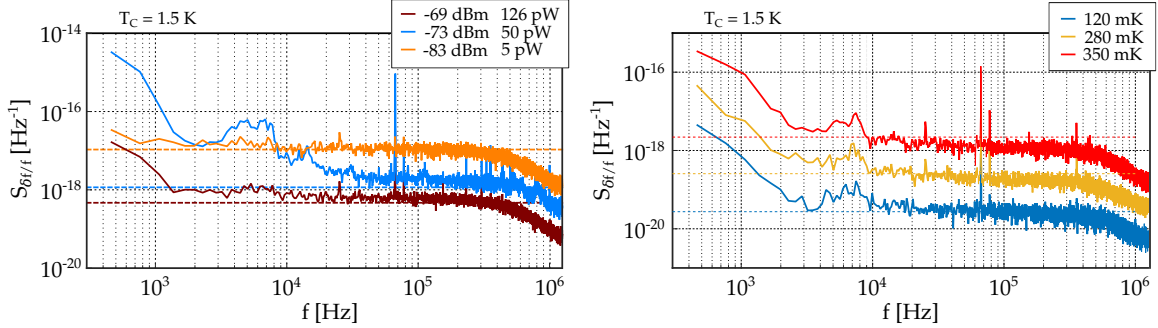 T_C = 1.5 K
-69 dBm 126 pW
-73 dBm 50 pW
-83 dBm 5 pW
10^-14
10^-16
10^-18
10^-20
S_δf/f [Hz^-1]
10^3 10^4 10^5 10^6
f [Hz]
T_C = 1.5 K
120 mK
280 mK
350 mK
10^-16
10^-18
10^-20
S_δf/f [Hz^-1]
10^3 10^4 10^5 10^6
f [Hz]